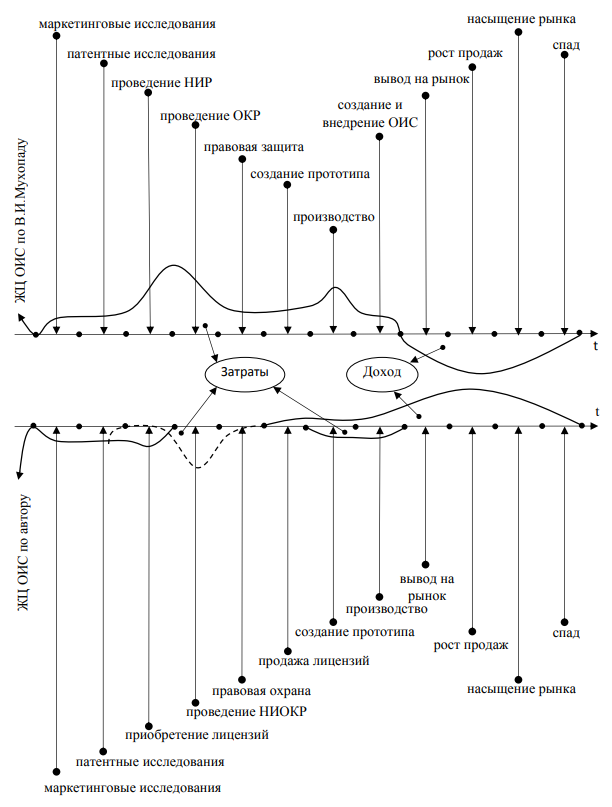 маркетинговые исследования
насыщение рынка
спад
патентные исследования
рост продаж
проведение НИР
вывод на рынок
создание и
внедрение ОИС
проведение ОКР
правовая защита
создание прототипа
производство
ЖЦ ОИС по В.И.Мухопаду
t
Затраты
Доход
t
ЖЦ ОИС по автору
вывод на
рынок
производство
создание прототипа
спад
рост продаж
продажа лицензий
правовая охрана
насыщение рынка
проведение НИОКР
приобретение лицензий
патентные исследования
маркетинговые исследования